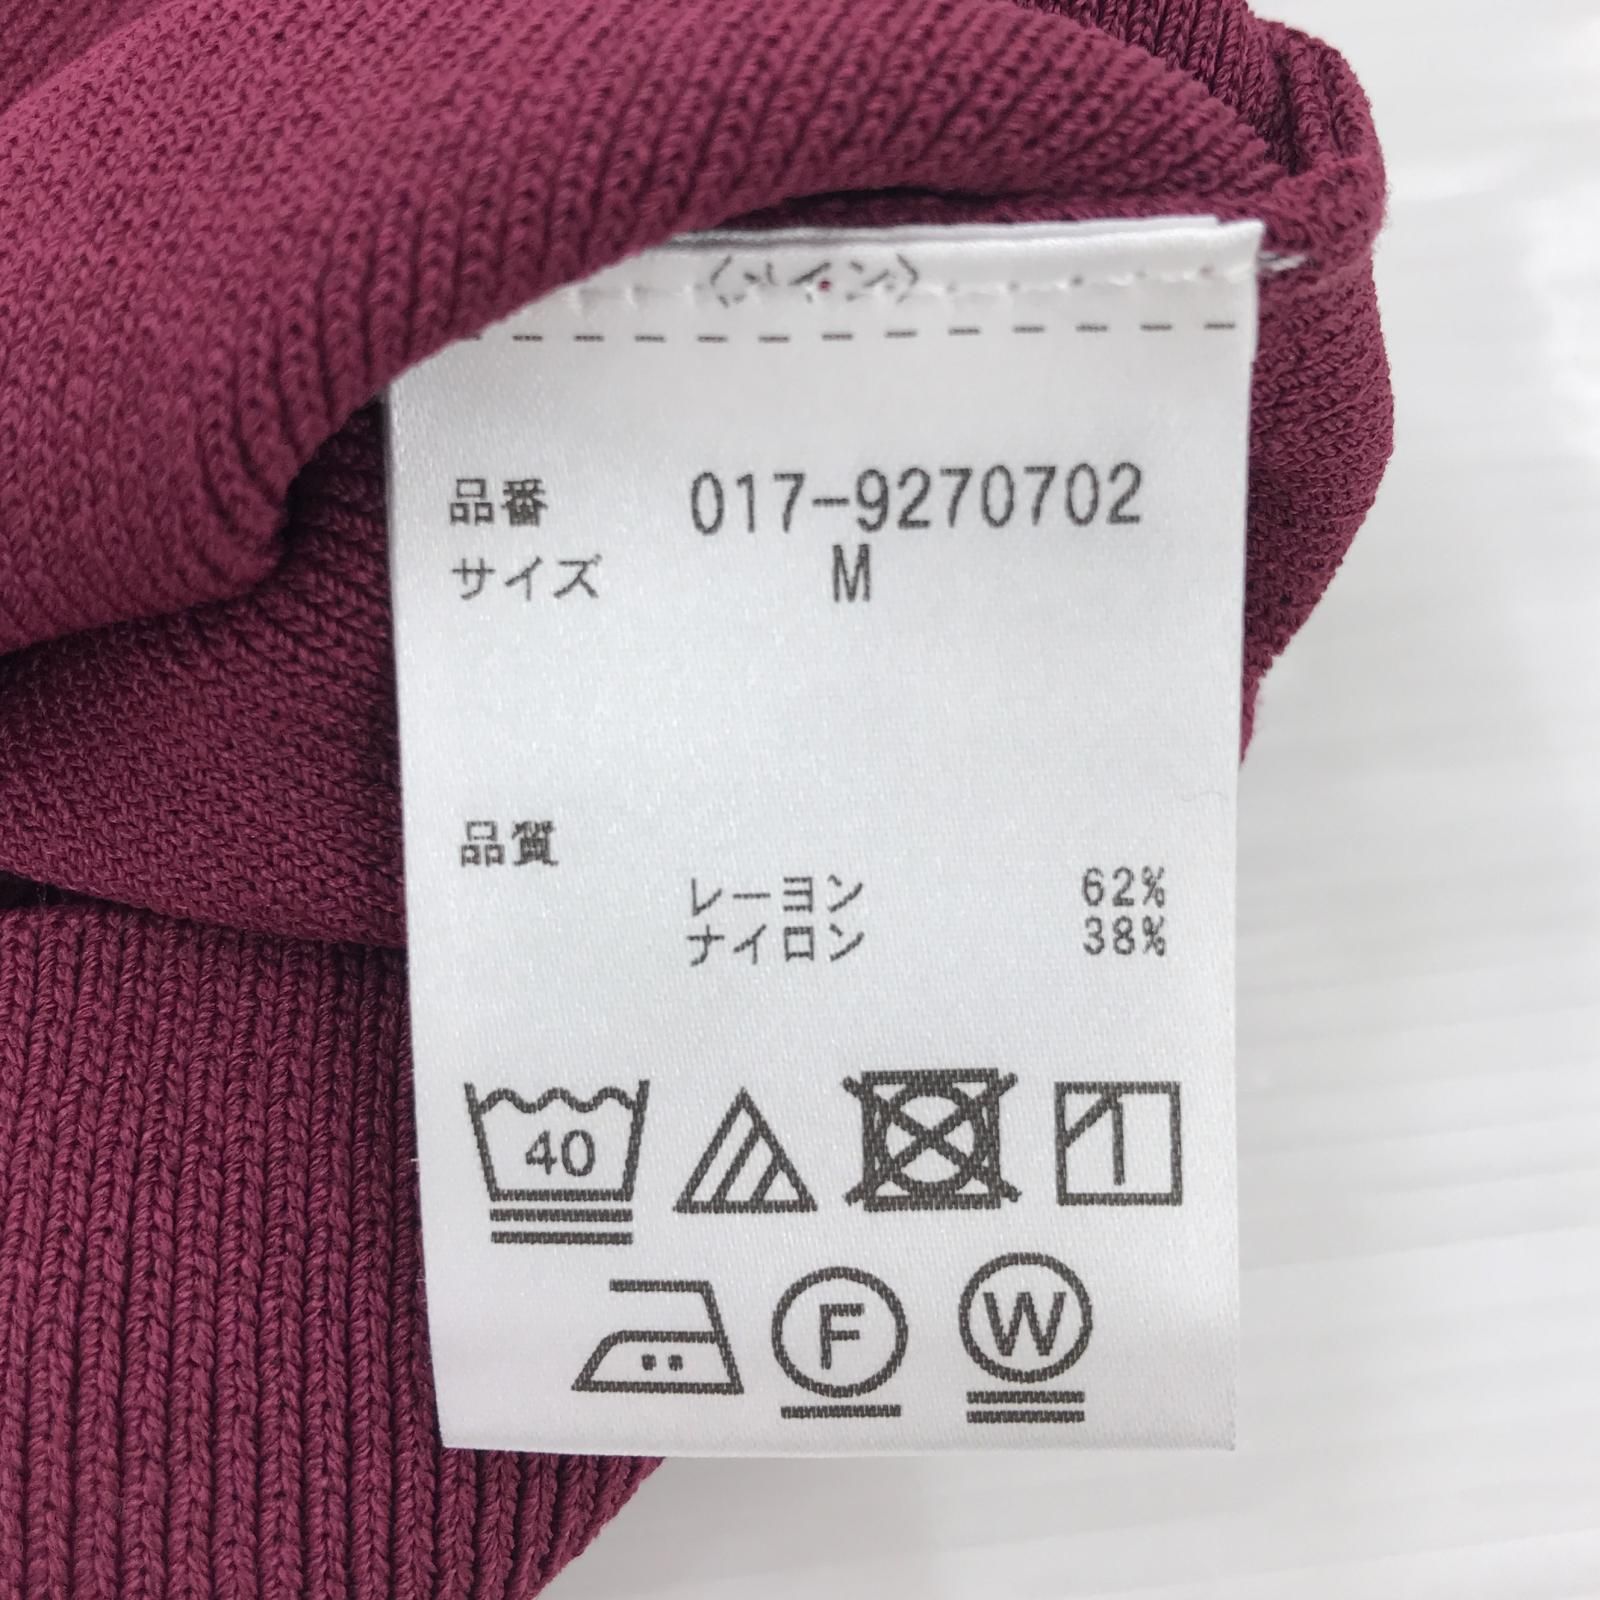 〈メイン〉
品番 017-9270702
サイズ M
品質
レーヨン 62%
ナイロン 38%
40
F W